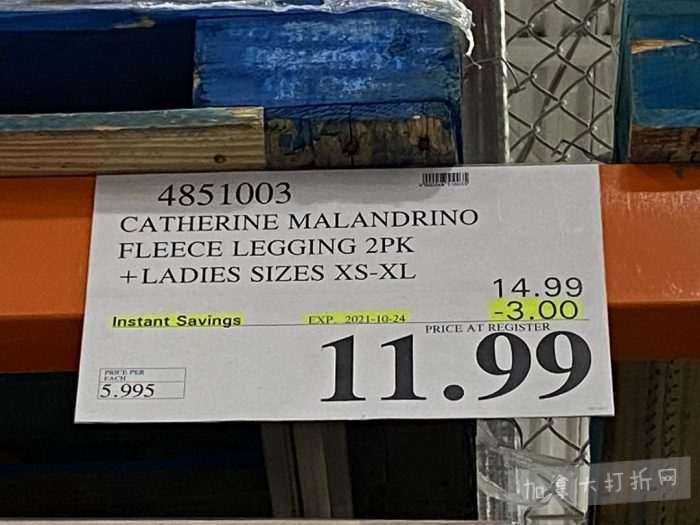 4851003
CATHERINE MALANDRINO
FLEECE LEGGING 2PK
+LADIES SIZES XS-XL
14.99
Instant Savings EXP. 2021-10-24 -3.00
PRICE AT REGISTER
11.99
PRICE PER
EACH
5.995
加拿大打折网